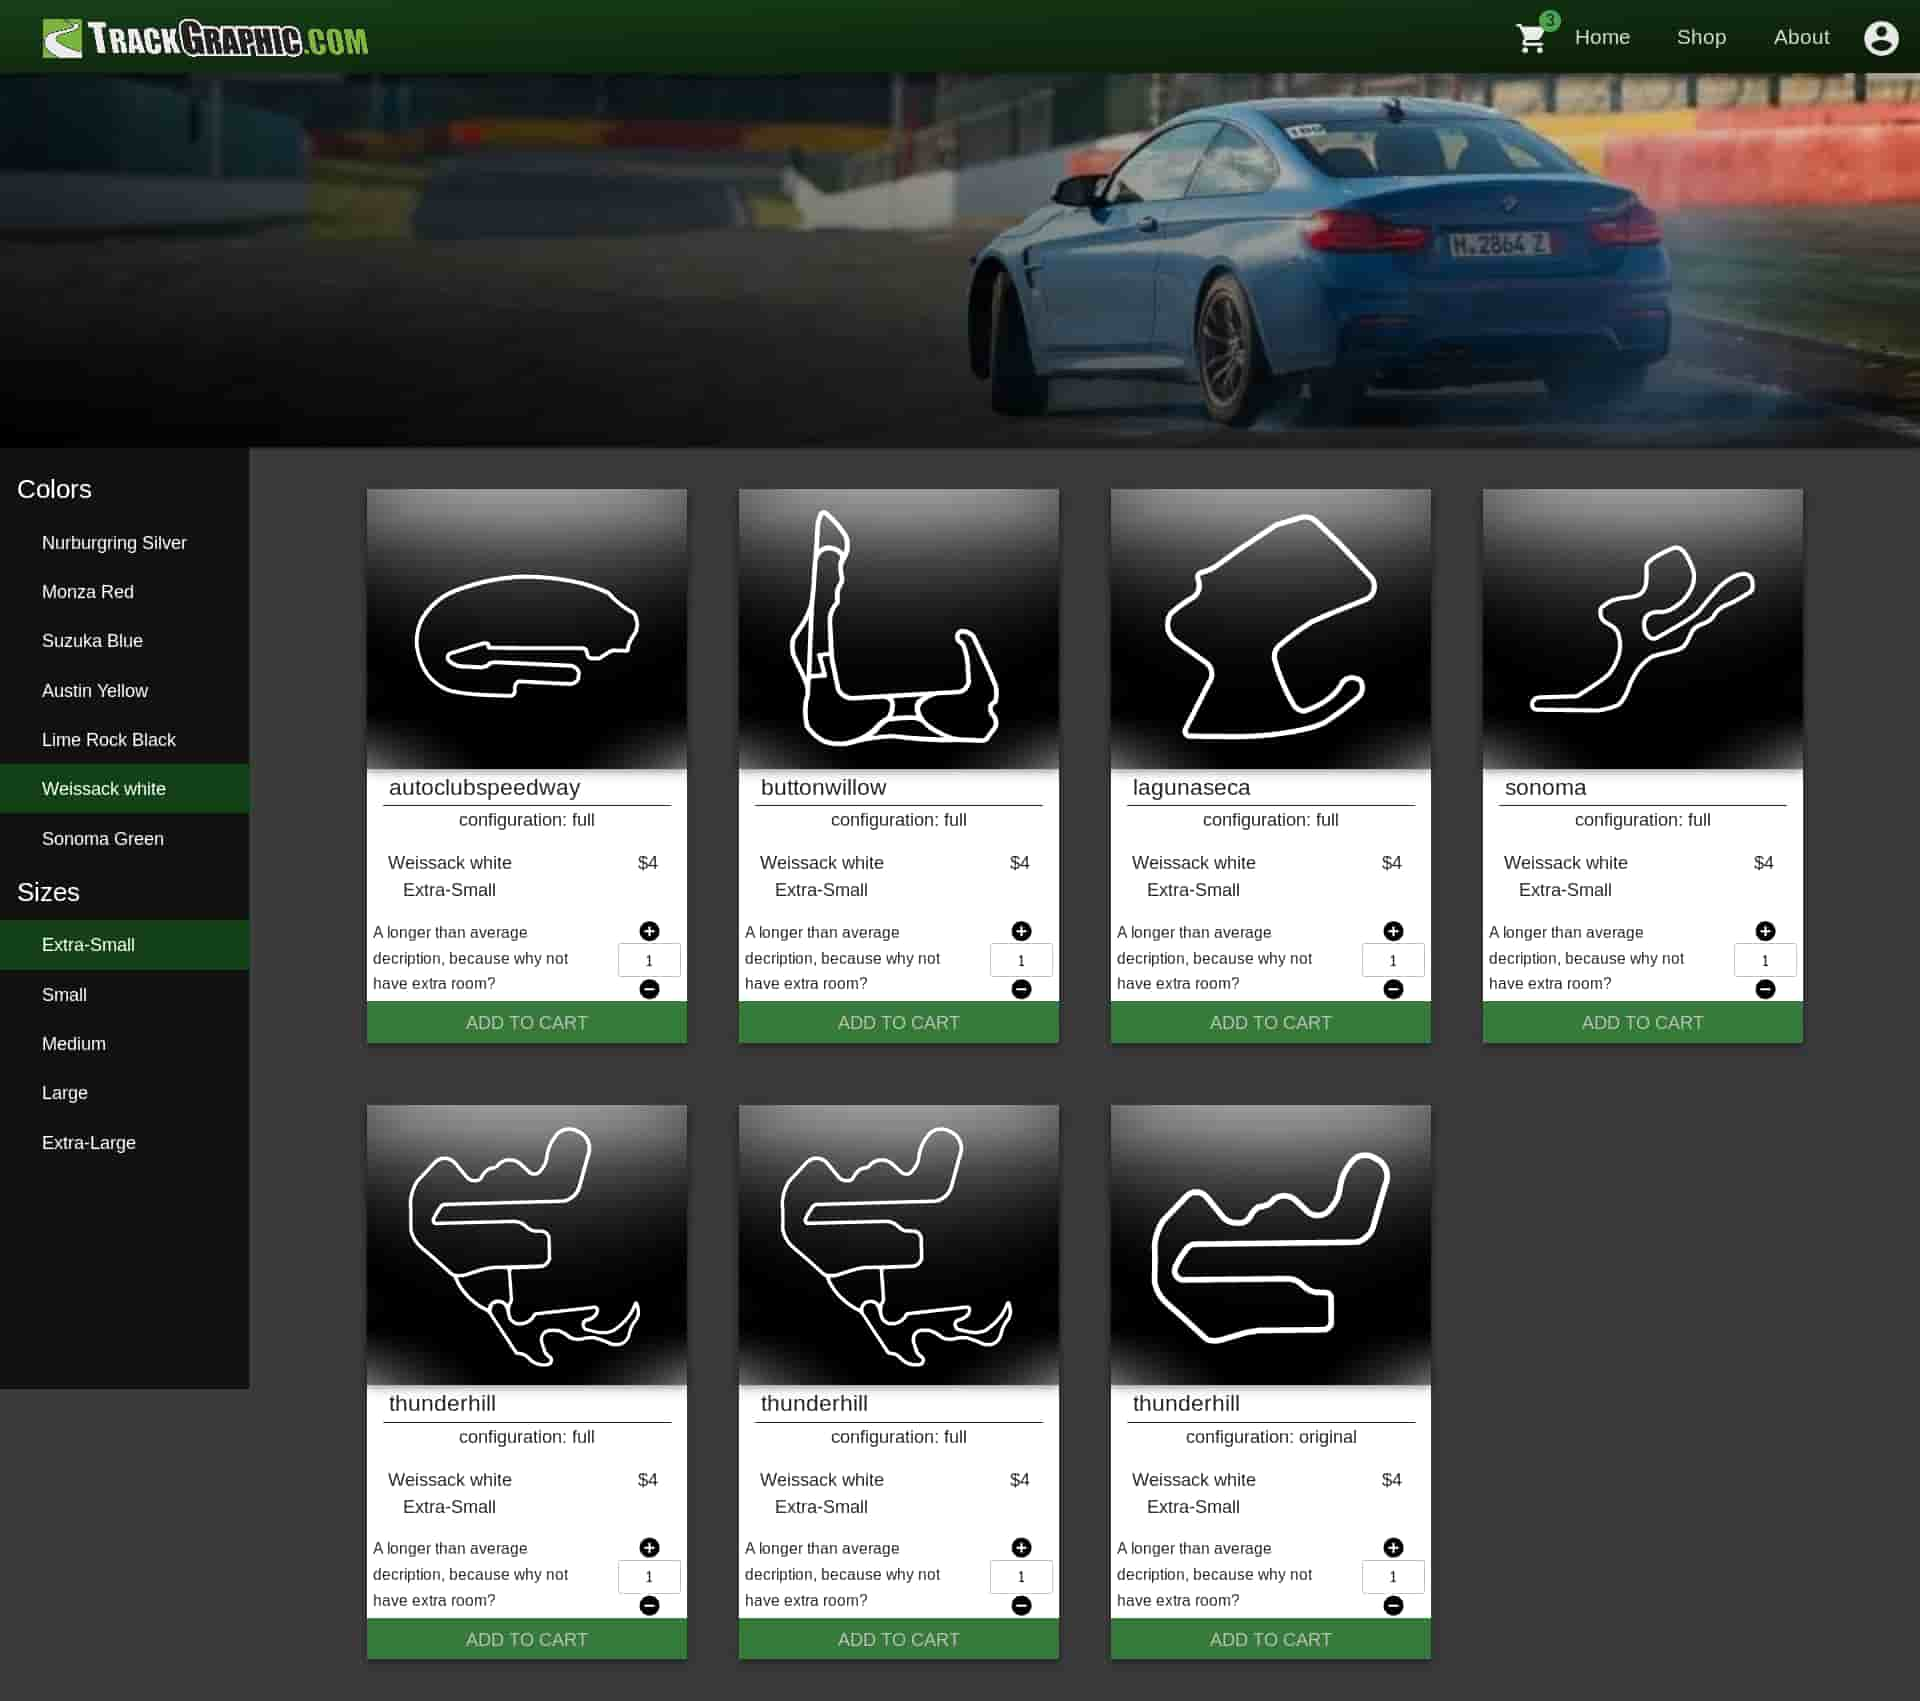 TRACKGRAPHIC.COM
3
Home
Shop
About
H.2864 Z
Colors
Nurburgring Silver
Monza Red
Suzuka Blue
Austin Yellow
Lime Rock Black
Weissack white
Sonoma Green
Sizes
Extra-Small
Small
Medium
Large
Extra-Large
autoclubspeedway
configuration: full
Weissack white
$4
Extra-Small
A longer than average
decription, because why not
have extra room?
1
ADD TO CART
buttonwillow
configuration: full
Weissack white
$4
Extra-Small
A longer than average
decription, because why not
have extra room?
1
ADD TO CART
lagunaseca
configuration: full
Weissack white
$4
Extra-Small
A longer than average
decription, because why not
have extra room?
1
ADD TO CART
sonoma
configuration: full
Weissack white
$4
Extra-Small
A longer than average
decription, because why not
have extra room?
1
ADD TO CART
thunderhill
configuration: full
Weissack white
$4
Extra-Small
A longer than average
decription, because why not
have extra room?
1
ADD TO CART
thunderhill
configuration: full
Weissack white
$4
Extra-Small
A longer than average
decription, because why not
have extra room?
1
ADD TO CART
thunderhill
configuration: original
Weissack white
$4
Extra-Small
A longer than average
decription, because why not
have extra room?
1
ADD TO CART